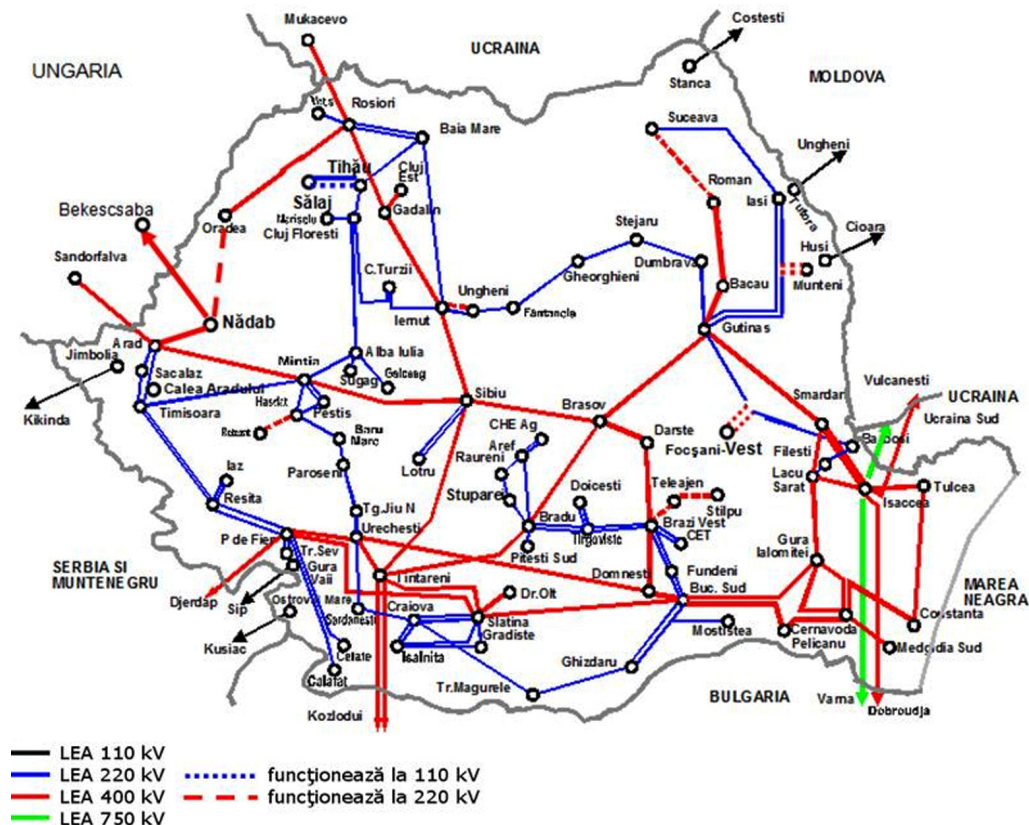 Mukacevo
Costesti
UCRAINA
UNGARIA
MOLDOVA
Stanca
Rosiori
Baia Mare
Suceava
Ungheni
Tihău
Cluj
Est
Roman
Iasi
Tutora
Sălaj
Gadalin
Bekescsaba
Oradea
Cluj Floresti
Stejaru
Husi
Cioara
Sandorfalva
C.Turzii
Gheorghieni
Dumbrava
Munteni
Bacau
Ungheni
Iernut
Fantanele
Gutinas
Nădab
Arad
Jimbolia
Mintia
Alba Iulia
Sacalaz
Calea Aradului
Sugag
Pestis
Sibiu
Brasov
Smardan
Vulcanesti
UCRAINA
Ucraina Sud
Kikinda
Timisoara
Baru
Mare
CHE Ag
Aref
Darste
Focşani-Vest
Filesti
Barbosi
Lotru
Raureni
Lacu
Sarat
Iaz
Paroseni
Stuparei
Doicesti
Teleajen
Stilpu
Isaccea
Tulcea
Resita
Tg.Jiu N
Urechesti
Bradu
Tirgoviste
Brazi Vest
CET
P de Fier
Pitesti Sud
Gura
Ialomitei
SERBIA SI
MUNTENEGRU
Tr.Sev
Gura
Vaii
Tintareni
Domnesti
Fundeni
MAREA
NEAGRA
Djerdap
Sip
Ostrovu Mare
Dr.Olt
Buc. Sud
Constanta
Kusiac
Sardanesti
Craiova
Slatina
Gradiste
Mostistea
Cernavoda
Pelicanu
Medgidia Sud
Cetate
Isalnita
Ghizdaru
Calafat
Tr.Magurele
BULGARIA
Kozlodui
Varna
Dobroudja
LEA 110 kV
LEA 220 kV
funcţionează la 110 kV
LEA 400 kV
funcţionează la 220 kV
LEA 750 kV